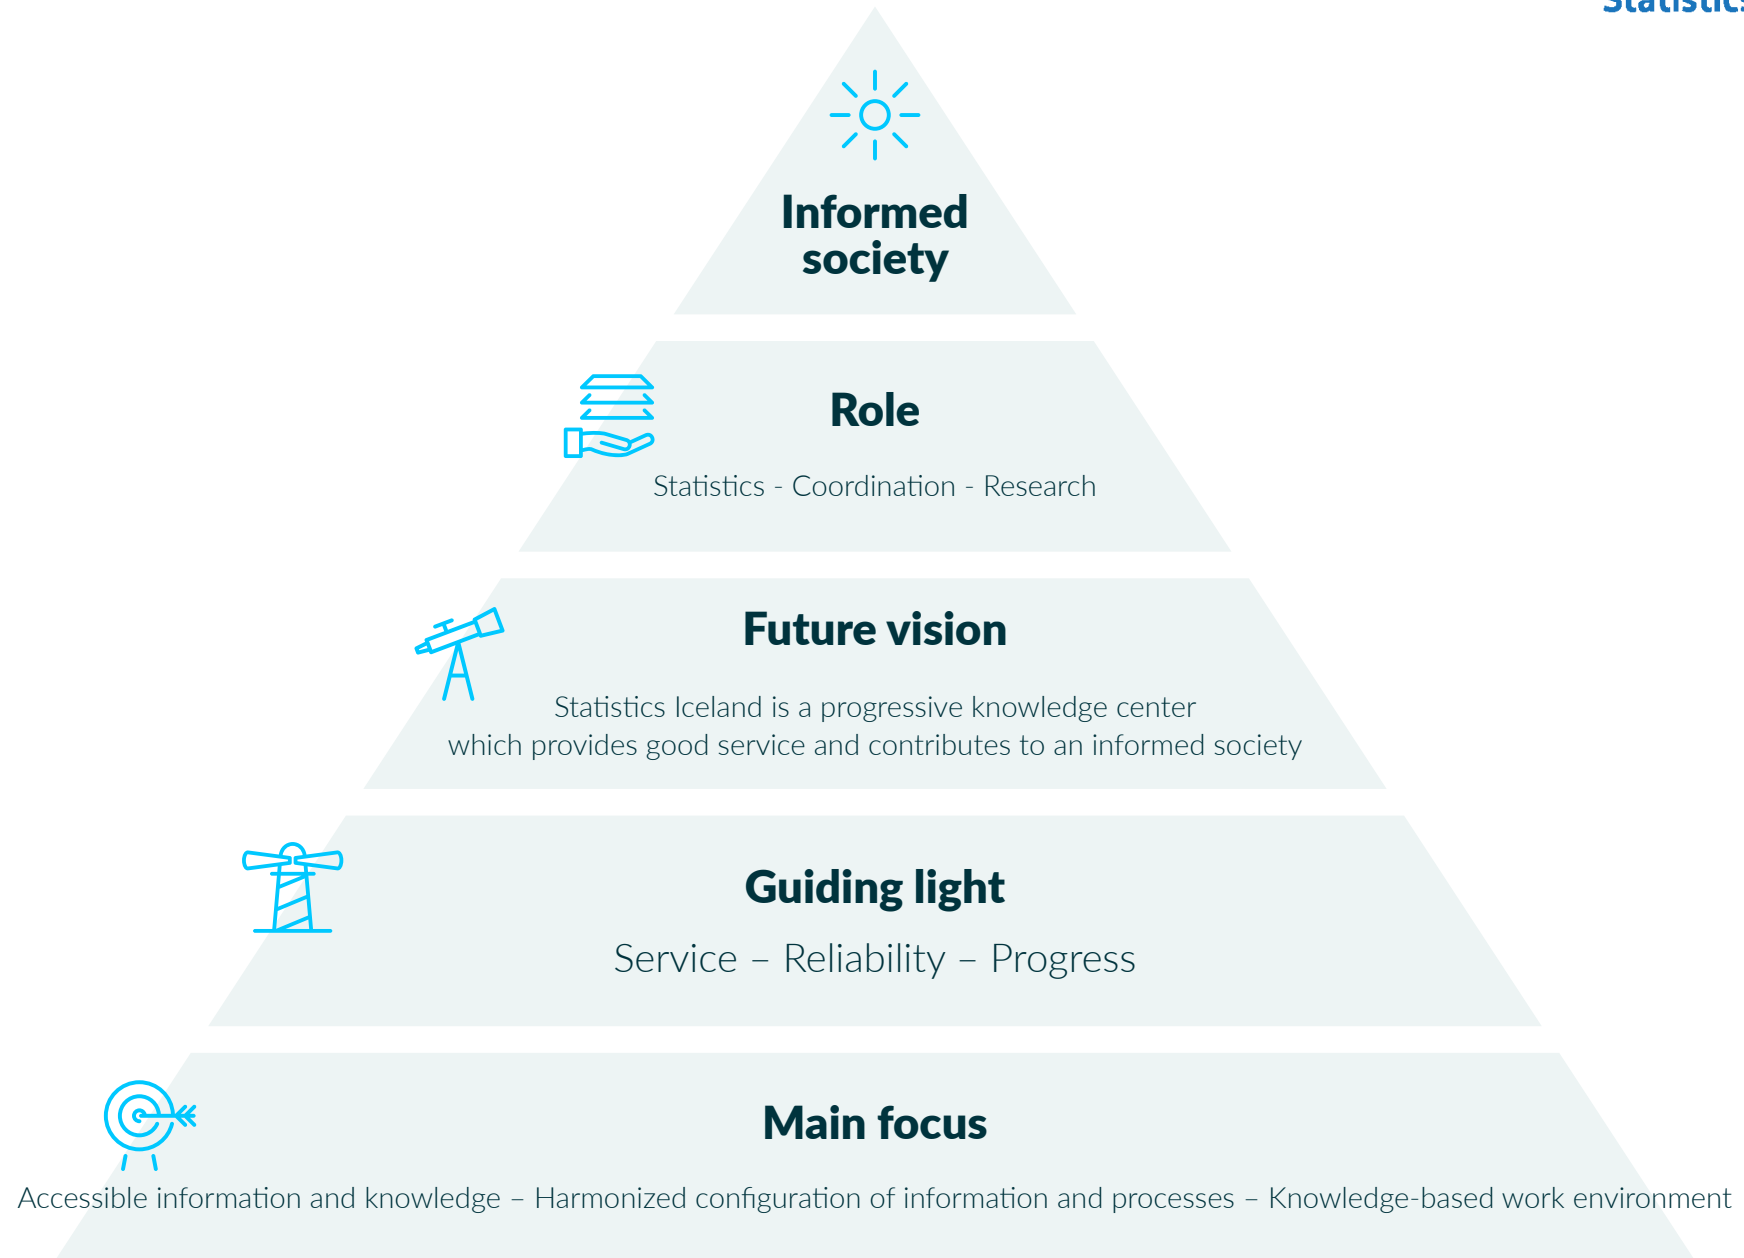 Informed
society
Role
Statistics - Coordination - Research
Future vision
Statistics Iceland is a progressive knowledge center
which provides good service and contributes to an informed society
Guiding light
Service – Reliability – Progress
Main focus
Accessible information and knowledge – Harmonized configuration of information and processes – Knowledge-based work environment